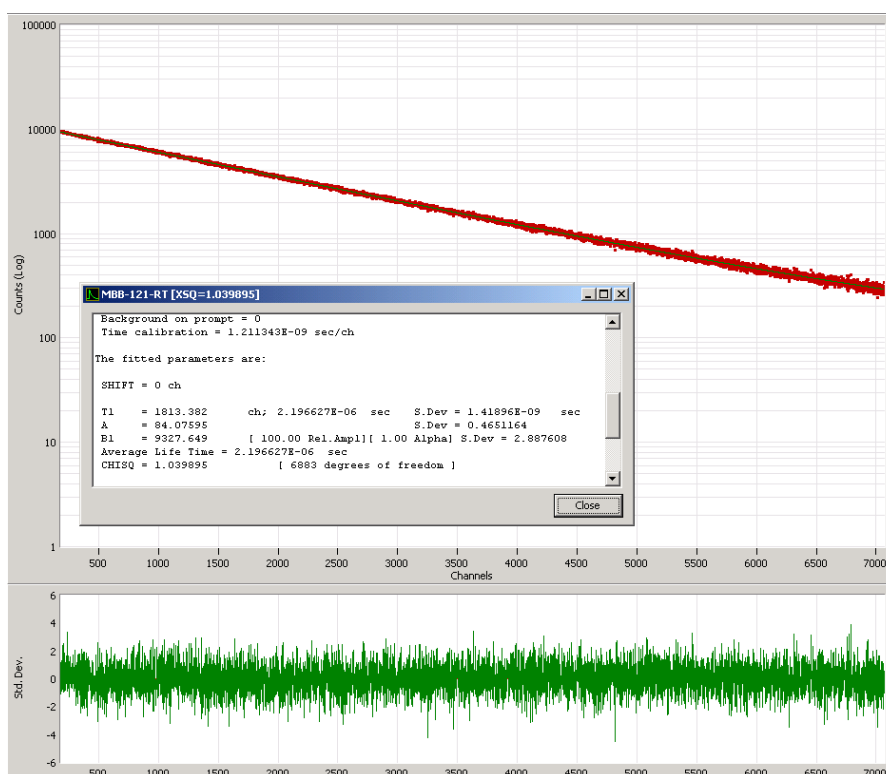 100000
10000
1000
100
10
1
Counts (Log)
MBB-121-RT [XSQ=1.039895]
Background on prompt = 0
Time calibration = 1.211343E-09 sec/ch
The fitted parameters are:
SHIFT = 0 ch
T1 = 1813.382 ch; 2.196627E-06 sec S.Dev = 1.41896E-09 sec
A = 84.07595 S.Dev = 0.4651164
B1 = 9327.649 [ 100.00 Rel.Ampl][ 1.00 Alpha] S.Dev = 2.887608
Average Life Time = 2.196627E-06 sec
CHISQ = 1.039895 [ 6883 degrees of freedom ]
Close
500 1000 1500 2000 2500 3000 3500 4000 4500 5000 5500 6000 6500 7000
Channels
6
4
2
0
-2
-4
-6
Std. Dev.
500 1000 1500 2000 2500 3000 3500 4000 4500 5000 5500 6000 6500 7000